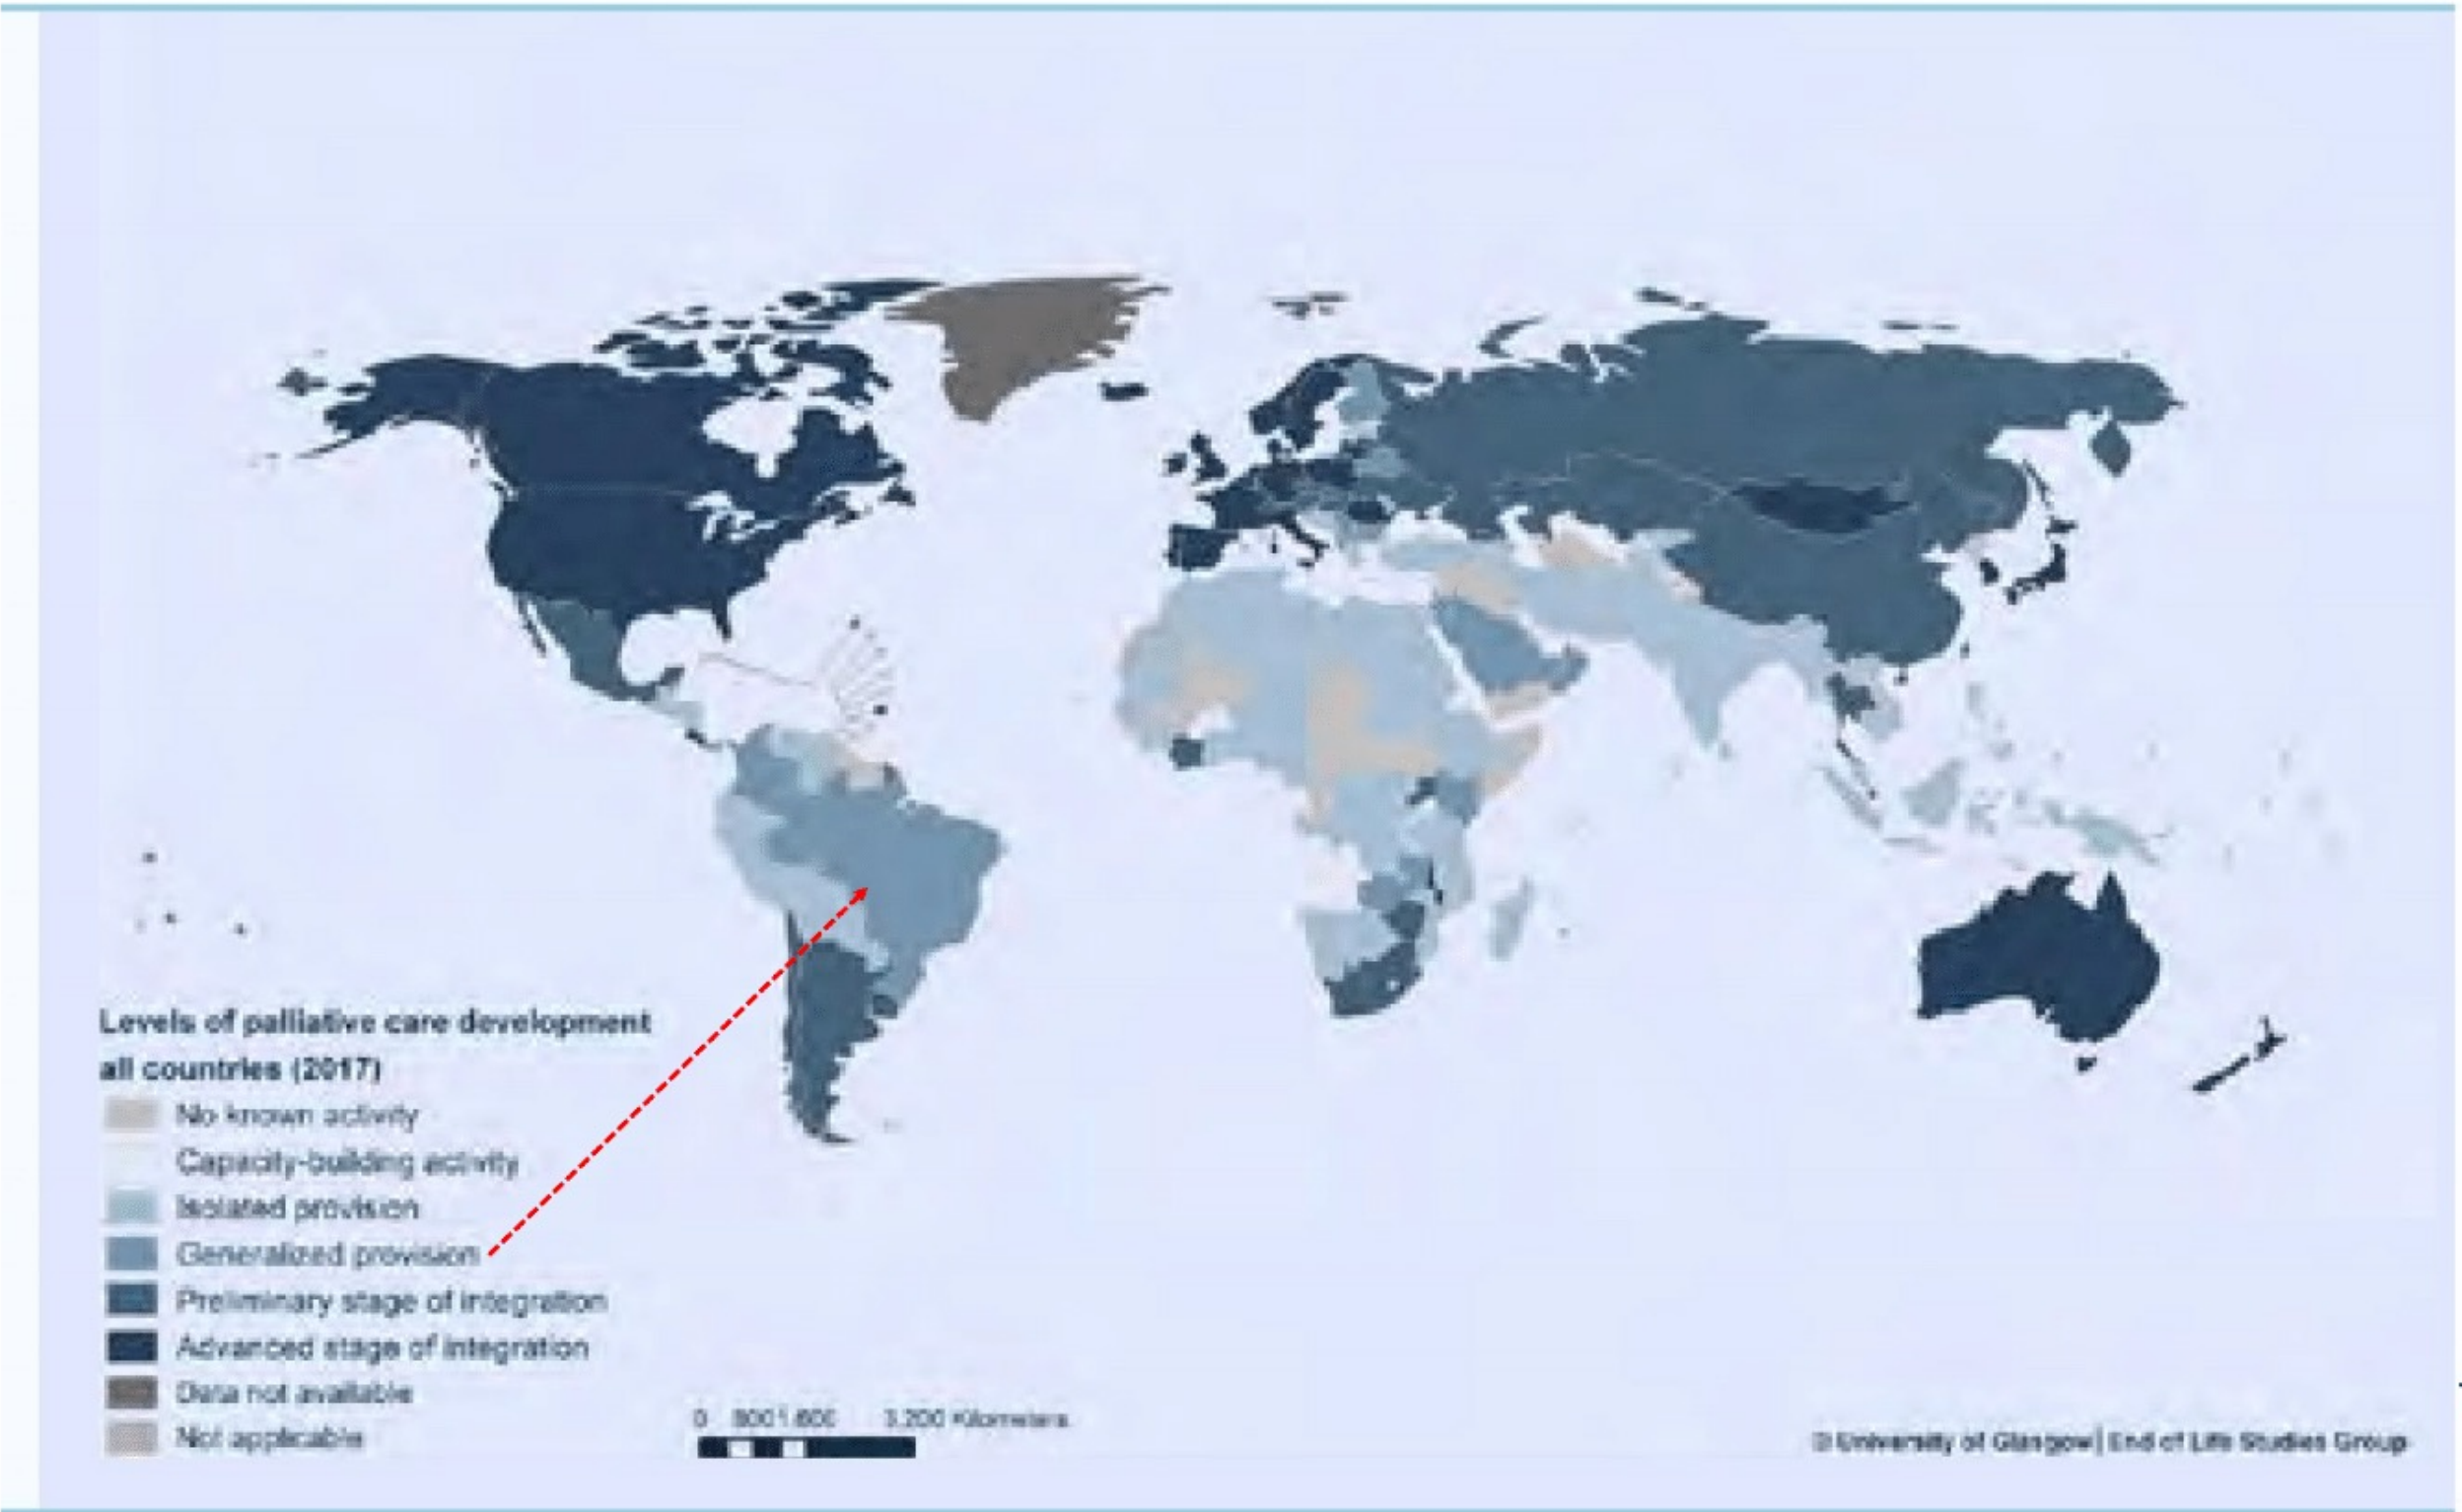 Levels of palliative care development
all countries (2017)
No known activity
Capacity-building activity
Isolated provision
Generalized provision
Preliminary stage of integration
Advanced stage of integration
Data not available
Not applicable
0 800 1.600 3.200 Kilometers
© University of Glasgow | End of Life Studies Group